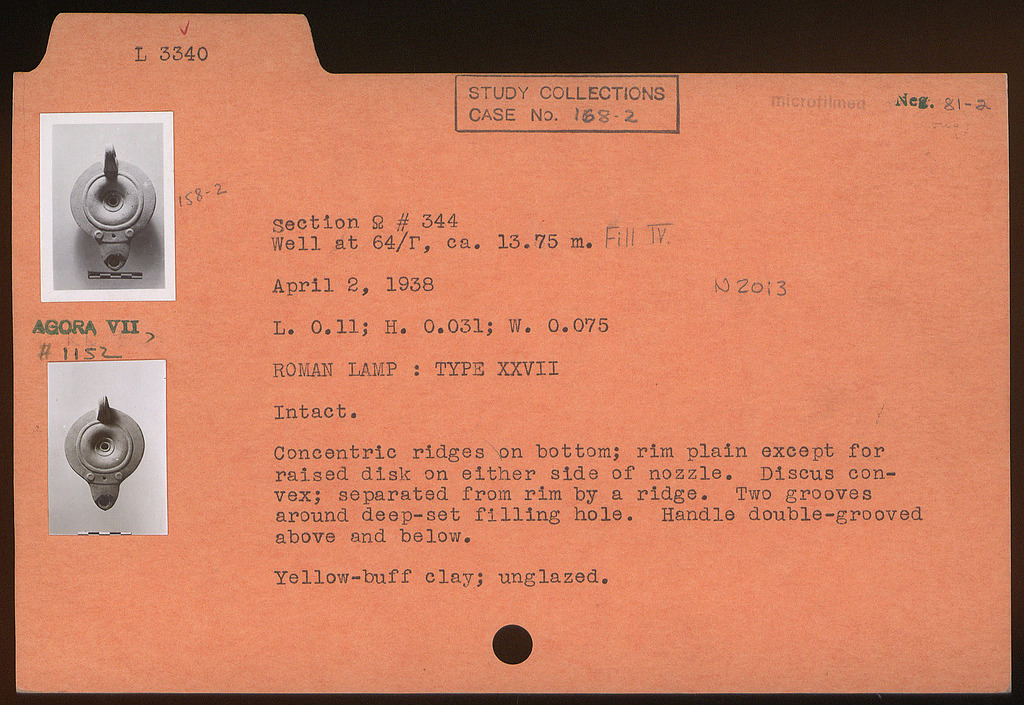 L 3340
STUDY COLLECTIONS
CASE No. 168-2
microfilmed
Neg. 81-2
158-2
Section Ω # 344
Well at 64/Γ, ca. 13.75 m. Fill IV.
April 2, 1938
N 2013
AGORA VII,
# 1152
L. 0.11; H. 0.031; W. 0.075
ROMAN LAMP : TYPE XXVII
Intact.
Concentric ridges on bottom; rim plain except for
raised disk on either side of nozzle. Discus con-
vex; separated from rim by a ridge. Two grooves
around deep-set filling hole. Handle double-grooved
above and below.
Yellow-buff clay; unglazed.